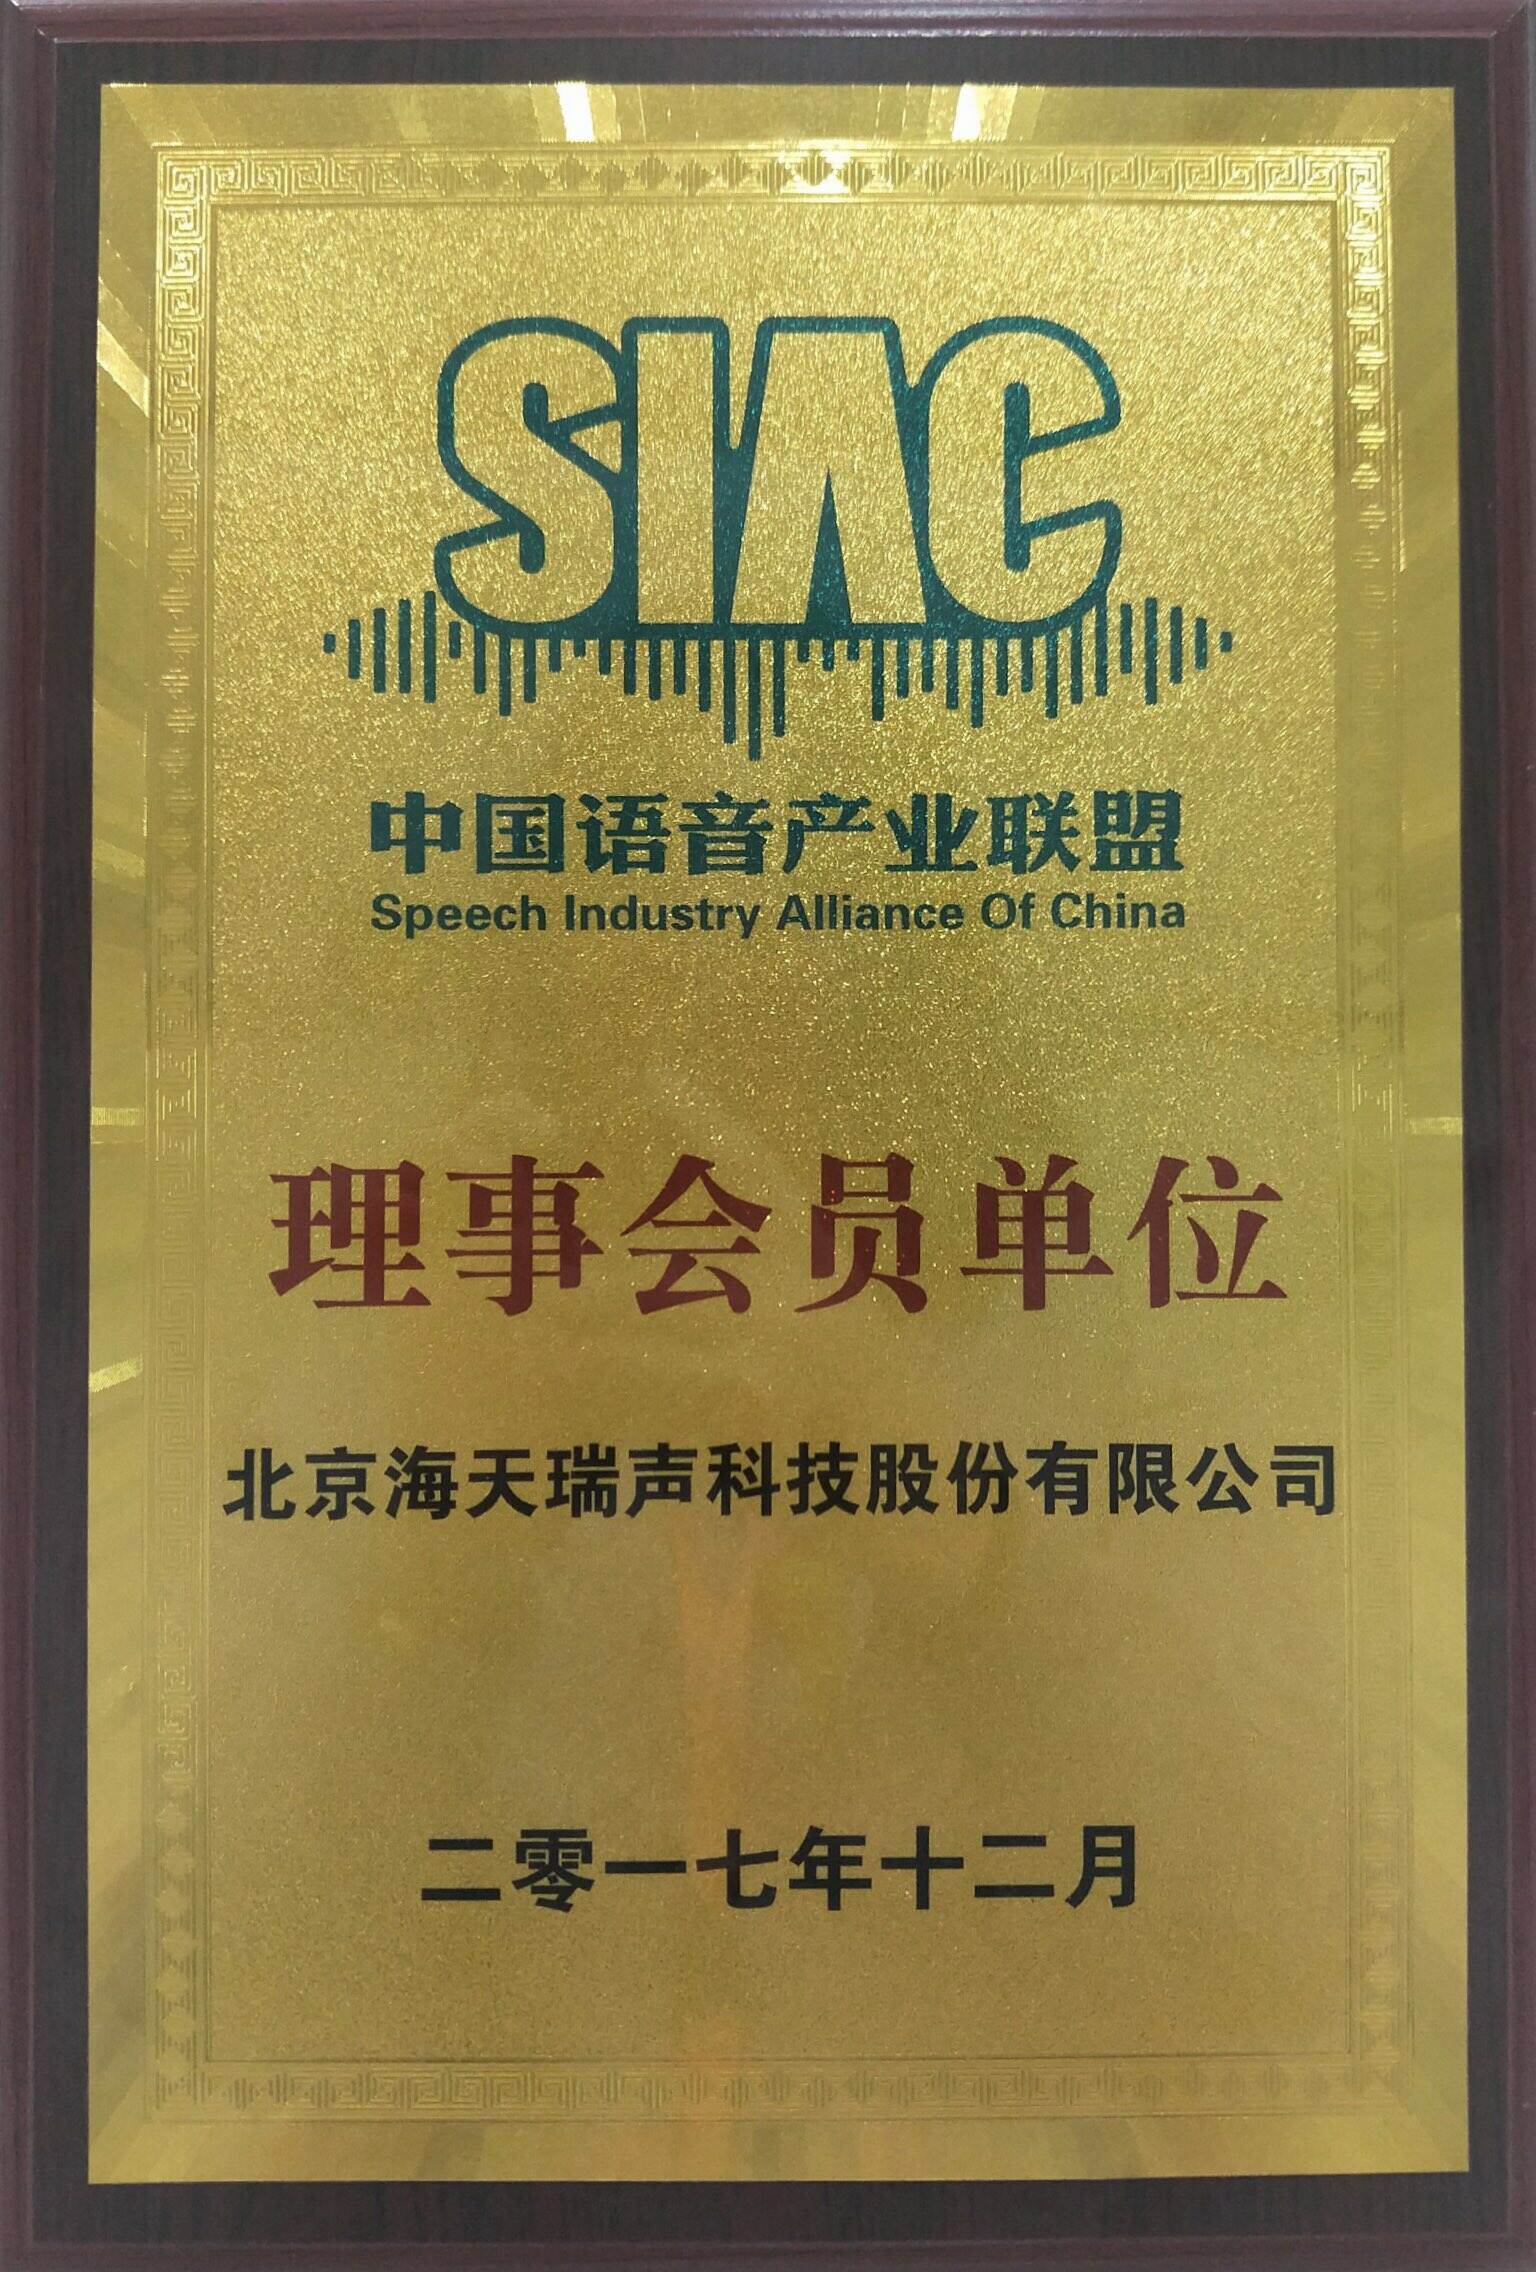 SIAC
中国语音产业联盟
Speech Industry Alliance Of China
理事会员单位
北京海天瑞声科技股份有限公司
二零一七年十二月